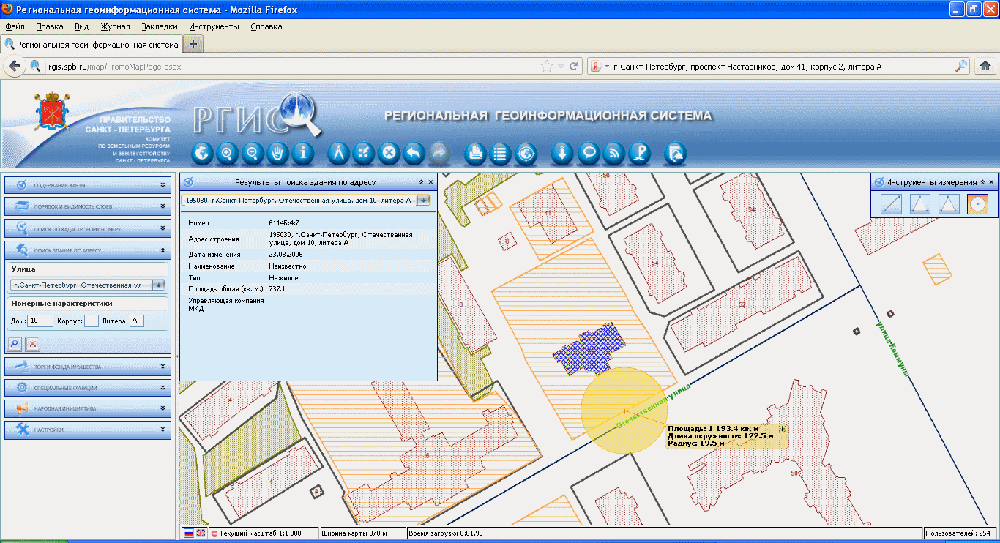 Региональная геоинформационная система - Mozilla Firefox
Файл Правка Вид Журнал Закладки Инструменты Справка
Региональная геоинформационная система
rgis.spb.ru/map/PromoMapPage.aspx
г.Санкт-Петербург, проспект Наставников, дом 41, корпус 2, литера А
ПРАВИТЕЛЬСТВО
САНКТ - ПЕТЕРБУРГА
КОМИТЕТ
ПО ЗЕМЕЛЬНЫМ РЕСУРСАМ
И ЗЕМЛЕУСТРОЙСТВУ
САНКТ - ПЕТЕРБУРГА
РГИС
РЕГИОНАЛЬНАЯ ГЕОИНФОРМАЦИОННАЯ СИСТЕМА
СОДЕРЖАНИЕ КАРТЫ
ПОРЯДОК И ВИДИМОСТЬ СЛОЕВ
ПОИСК ПО КАДАСТРОВОМУ НОМЕРУ
ПОИСК ЗДАНИЯ ПО АДРЕСУ
Улица
г.Санкт-Петербург, Отечественная ул.
Номерные характеристики
Дом: 10 Корпус: Литера: А
ТОРГИ ФОНДА ИМУЩЕСТВА
СПЕЦИАЛЬНЫЕ ФУНКЦИИ
НАРОДНАЯ ИНИЦИАТИВА
НАСТРОЙКИ
Результаты поиска здания по адресу
195030, г.Санкт-Петербург, Отечественная улица, дом 10, литера А
Номер 6114Б:4:7
Адрес строения 195030, г.Санкт-Петербург, Отечественная
улица, дом 10, литера А
Дата изменения 23.08.2006
Наименование Неизвестно
Тип Нежилое
Площадь общая (кв. м.) 737.1
Управляющая компания
МКД
Инструменты измерения
56
41
54
8
54
8
52
улица Коммуны
Отечественная улица
Площадь: 1 193.4 кв. м
Длина окружности: 122.5 м
Радиус: 19.5 м
4
6
50
4
4
Текущий масштаб 1:1 000
Ширина карты 370 м
Время загрузки 0:01,96
Пользователей: 254